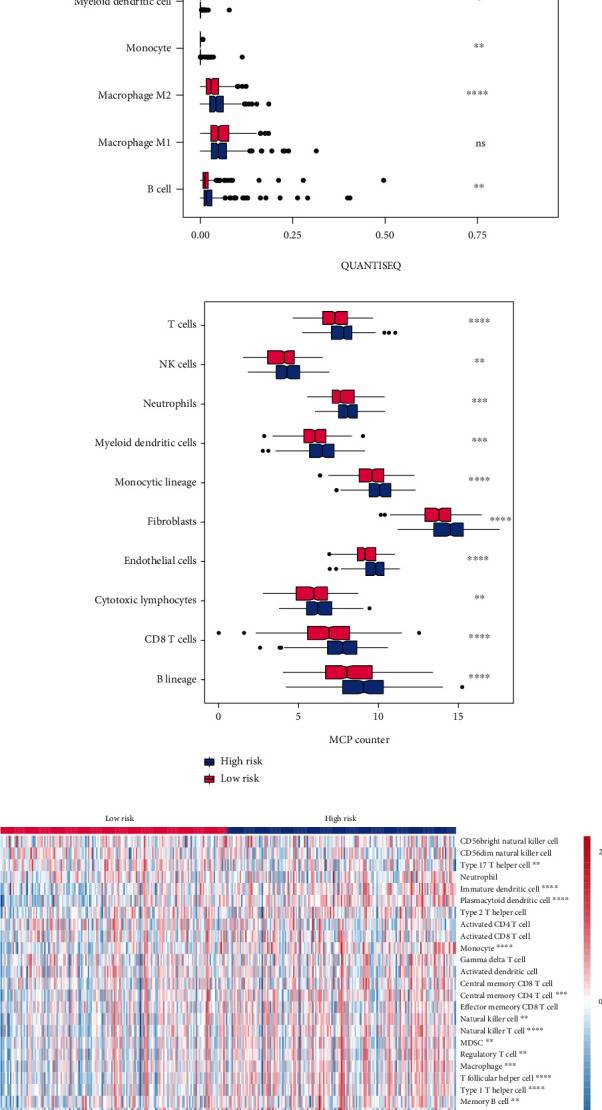 Myeloid dendritic cell
Monocyte **
Macrophage M2 ****
Macrophage M1 ns
B cell **
0.00 0.25 0.50 0.75
QUANTISEQ
T cells ****
NK cells **
Neutrophils ***
Myeloid dendritic cells ***
Monocytic lineage ****
Fibroblasts ****
Endothelial cells ****
Cytotoxic lymphocytes **
CD8 T cells ****
B lineage ****
0 5 10 15
MCP counter
High risk
Low risk
Low risk High risk
CD56bright natural killer cell
2
CD56dim natural killer cell
Type 17 T helper cell **
Neutrophil
Immature dendritic cell ****
Plasmacytoid dendritic cell ****
Type 2 T helper cell
Activated CD4 T cell
Activated CD8 T cell
Monocyte ****
Gamma delta T cell
Activated dendritic cell
Central memory CD8 T cell
Central memory CD4 T cell ***
0
Effector memeory CD8 T cell
Natural killer cell **
Natural killer T cell ****
MDSC **
Regulatory T cell **
Macrophage ***
T follicular helper cell ****
Type 1 T helper cell ****
Memory B cell **